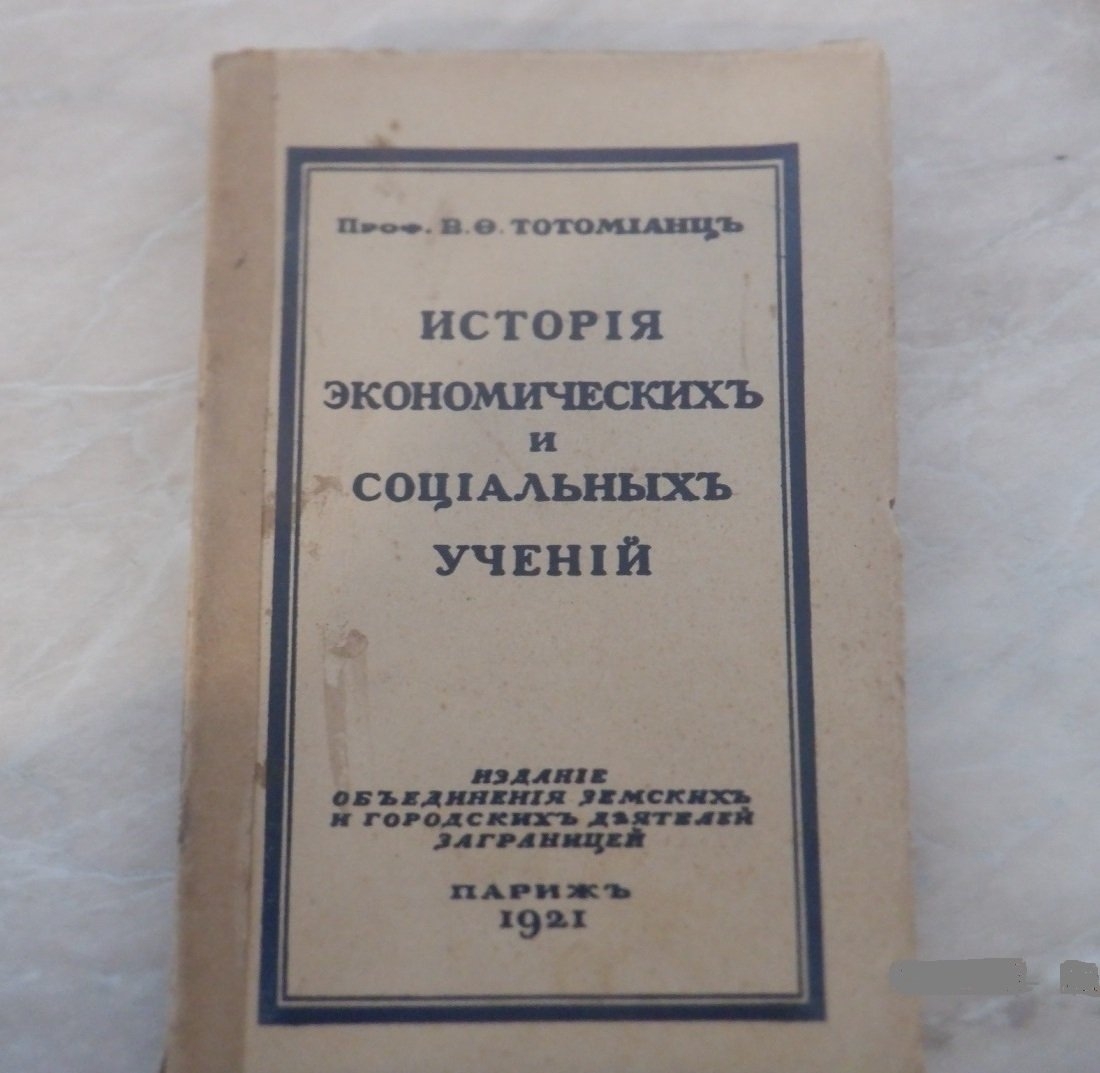 Проф. В. Ѳ. ТОТОМІАНЦЪ
ИСТОРІЯ
ЭКОНОМИЧЕСКИХЪ
И
СОЦІАЛЬНЫХЪ
УЧЕНІЙ
ИЗДАНІЕ
ОБЪЕДИНЕНІЯ ЗЕМСКИХЪ
И ГОРОДСКИХЪ ДѢЯТЕЛЕЙ
ЗАГРАНИЦЕЙ
ПАРИЖЪ
1921